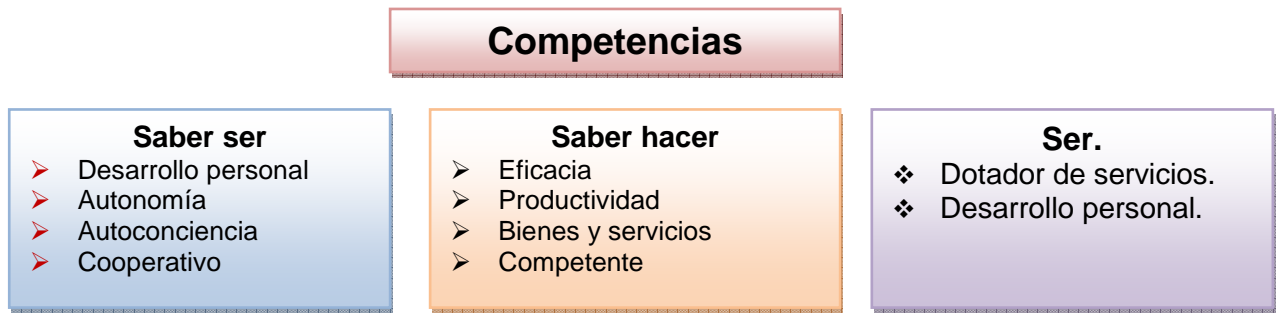 Competencias
Saber ser
➢ Desarrollo personal
➢ Autonomía
➢ Autoconciencia
➢ Cooperativo
Saber hacer
➢ Eficacia
➢ Productividad
➢ Bienes y servicios
➢ Competente
Ser.
❖ Dotador de servicios.
❖ Desarrollo personal.